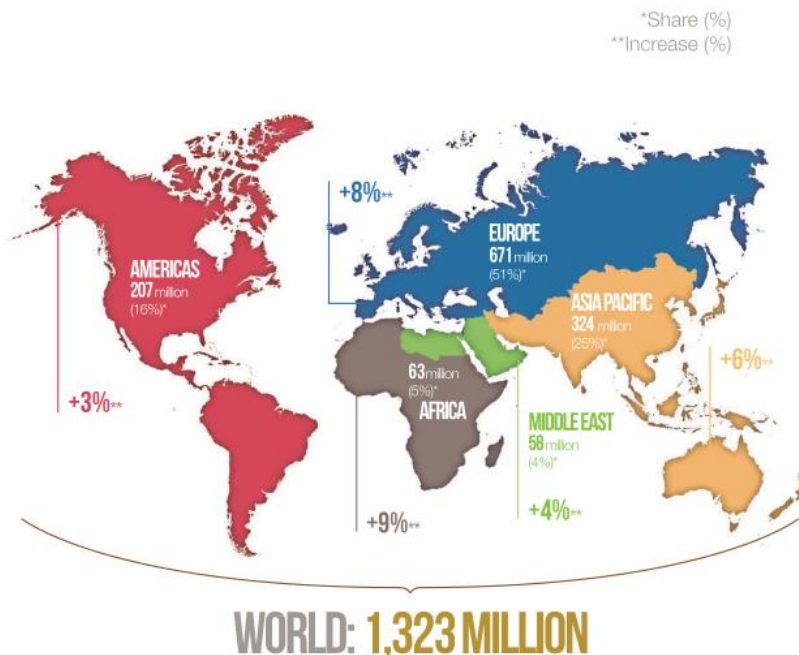 *Share (%)
**Increase (%)
+8%**
EUROPE
671 million
(51%)*
AMERICAS
207 million
(16%)*
ASIA PACIFIC
324 million
(25%)*
+6%**
63 million
(5%)*
AFRICA
+3%**
MIDDLE EAST
58 million
(4%)*
+9%**
+4%**
WORLD: 1,323 MILLION